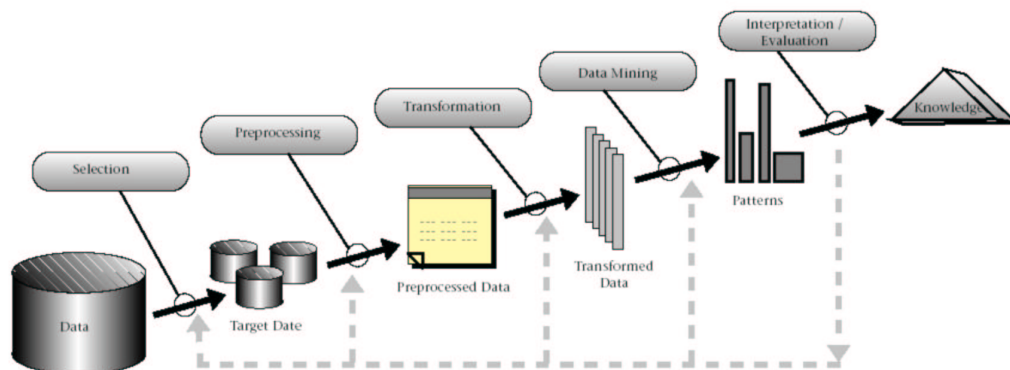 Interpretation /
Evaluation
Data Mining
Transformation
Preprocessing
Selection
Data
Target Date
Preprocessed Data
Transformed
Data
Patterns
Knowledge